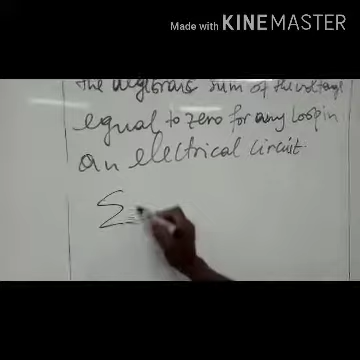 Made with KINEMASTER
the algebraic sum of the voltage
equal to zero for any loop in
an electrical circuit.
Σ